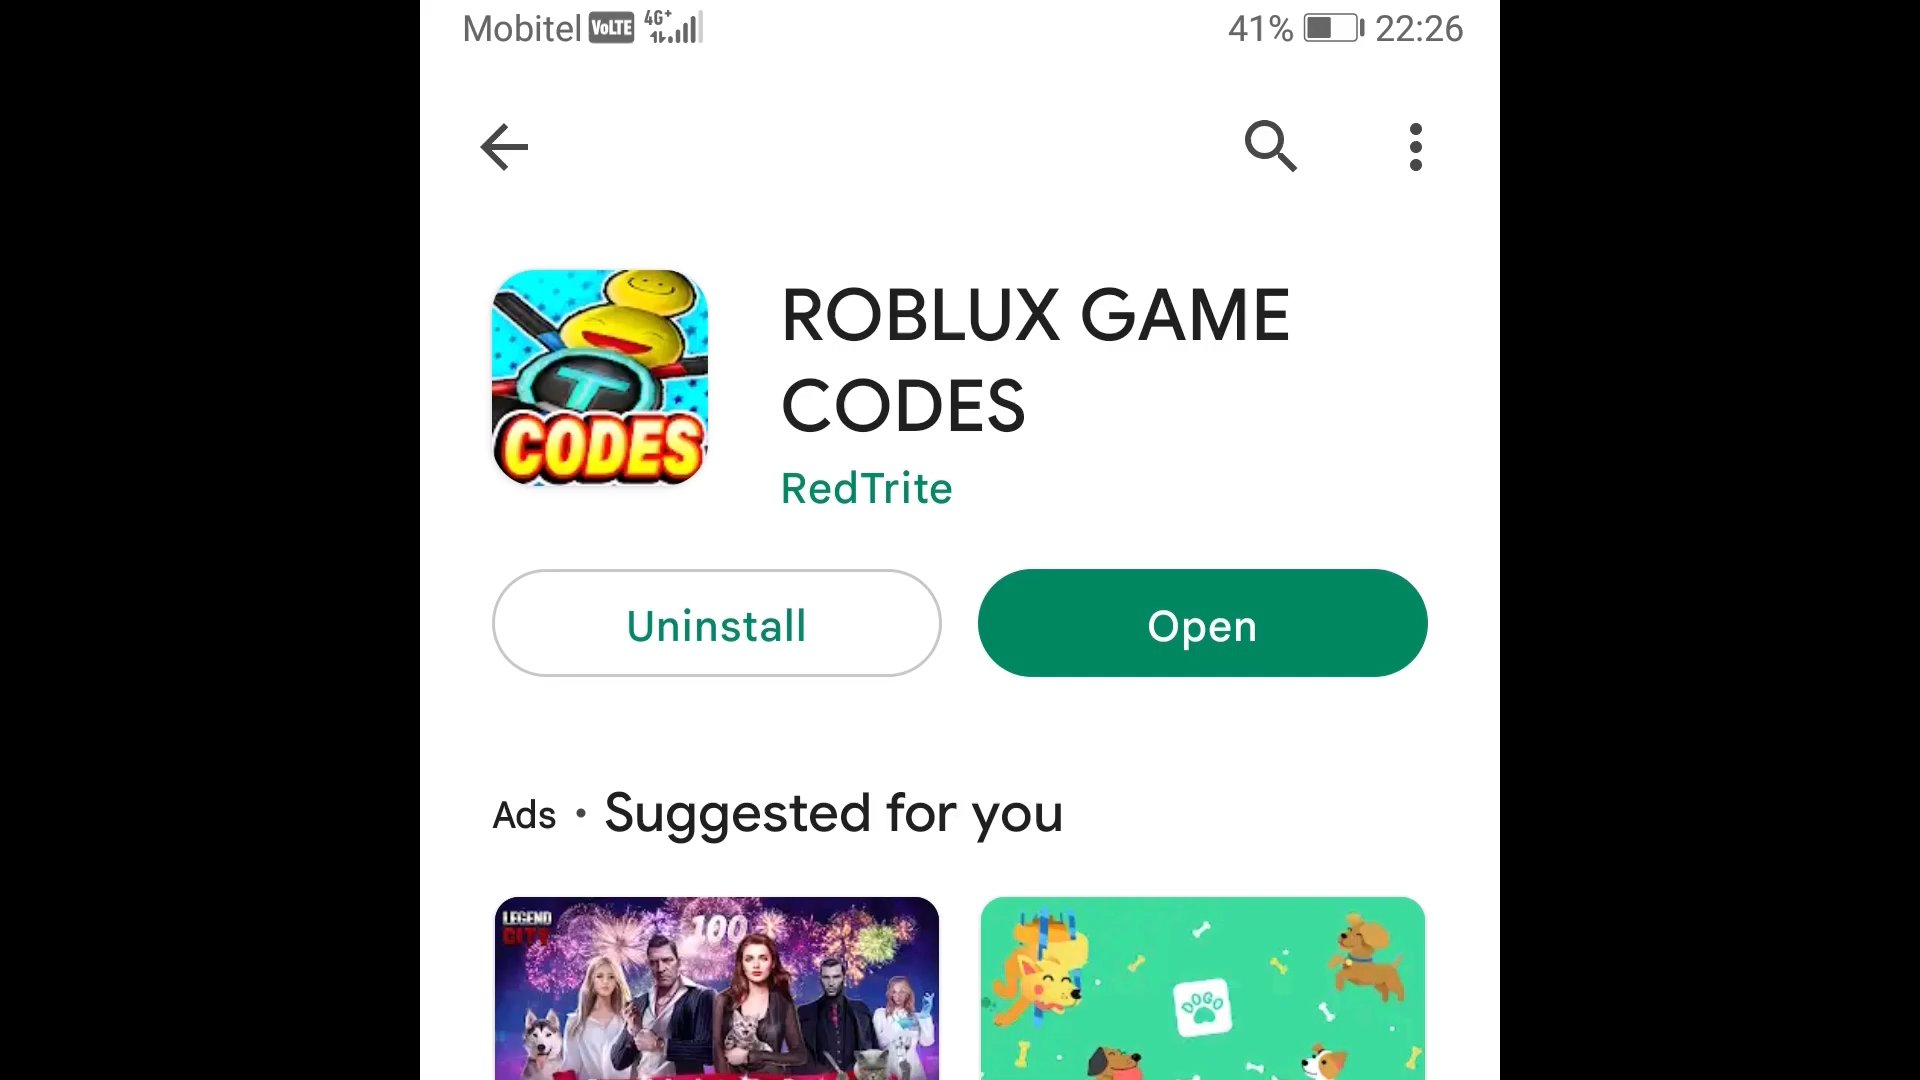 Mobitel VoLTE 4G+ 41% 22:26
ROBLUX GAME
CODES
RedTrite
CODES
Uninstall Open
Ads • Suggested for you
LEGEND
CITY
100
DOGO